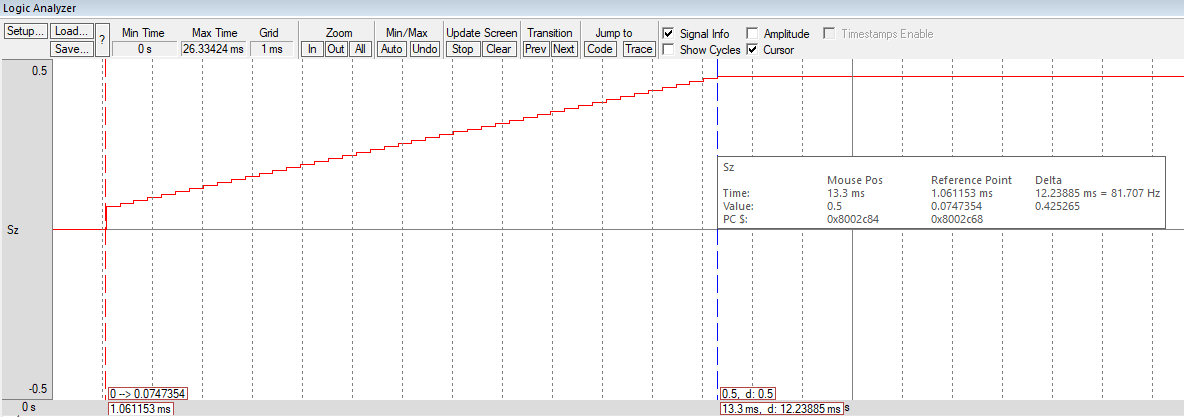 Logic Analyzer
Setup... Load... ? Min Time Max Time Grid Zoom Min/Max Update Screen Transition Jump to Signal Info Amplitude Timestamps Enable
Save... 0 s 26.33424 ms 1 ms In Out All Auto Undo Stop Clear Prev Next Code Trace Show Cycles Cursor
0.5
Sz
Mouse Pos Reference Point Delta
Time: 13.3 ms 1.061153 ms 12.23885 ms = 81.707 Hz
Value: 0.5 0.0747354 0.425265
PC $: 0x8002c84 0x8002c68
Sz
-0.5
0 --> 0.0747354 0.5, d: 0.5
0 s 1.061153 ms 13.3 ms, d: 12.23885 ms s